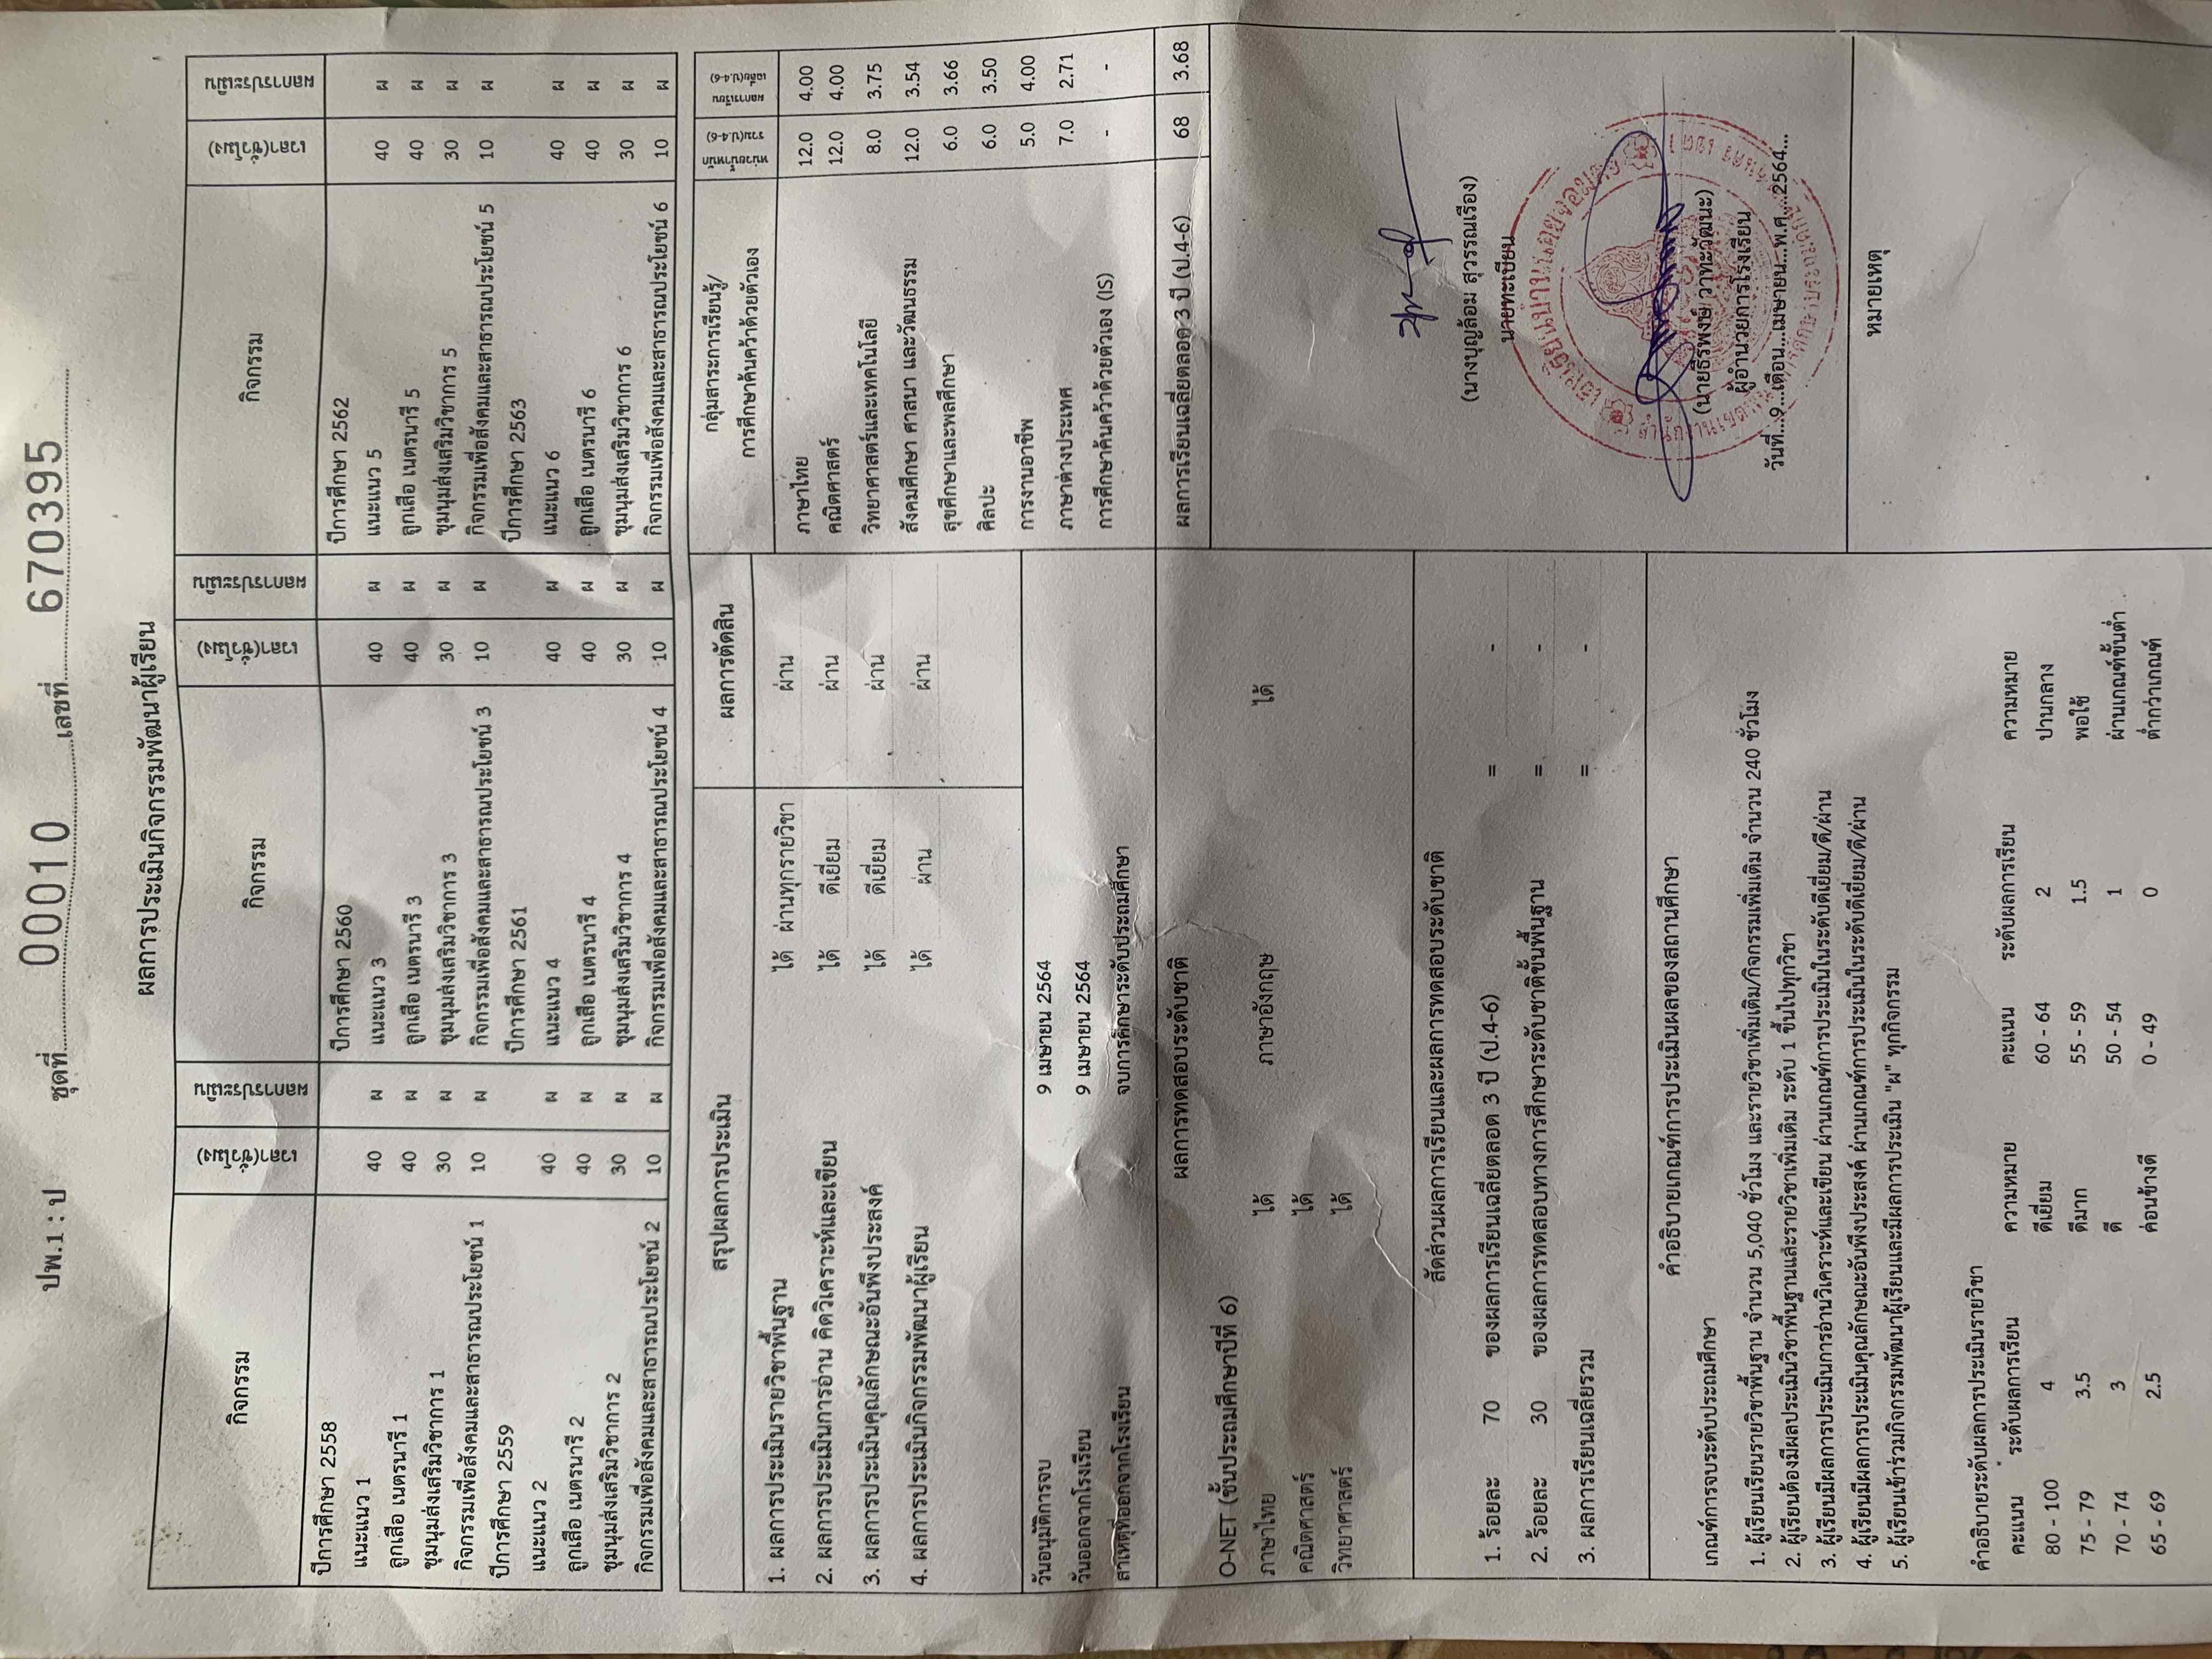 ปพ.1 : ป ชุดที่ 00010 เลขที่ 670395
ผลการประเมินกิจกรรมพัฒนาผู้เรียน
กิจกรรม เวลา(ชั่วโมง) ผลการประเมิน กิจกรรม เวลา(ชั่วโมง) ผลการประเมิน กิจกรรม เวลา(ชั่วโมง) ผลการประเมิน
ปีการศึกษา 2558 ปีการศึกษา 2560 ปีการศึกษา 2562
แนะแนว 1 40 ผ แนะแนว 3 40 ผ แนะแนว 5 40 ผ
ลูกเสือ เนตรนารี 1 40 ผ ลูกเสือ เนตรนารี 3 40 ผ ลูกเสือ เนตรนารี 5 40 ผ
ชุมนุมส่งเสริมวิชาการ 1 30 ผ ชุมนุมส่งเสริมวิชาการ 3 30 ผ ชุมนุมส่งเสริมวิชาการ 5 30 ผ
กิจกรรมเพื่อสังคมและสาธารณประโยชน์ 1 10 ผ กิจกรรมเพื่อสังคมและสาธารณประโยชน์ 3 10 ผ กิจกรรมเพื่อสังคมและสาธารณประโยชน์ 5 10 ผ
ปีการศึกษา 2559 ปีการศึกษา 2561 ปีการศึกษา 2563
แนะแนว 2 40 ผ แนะแนว 4 40 ผ แนะแนว 6 40 ผ
ลูกเสือ เนตรนารี 2 40 ผ ลูกเสือ เนตรนารี 4 40 ผ ลูกเสือ เนตรนารี 6 40 ผ
ชุมนุมส่งเสริมวิชาการ 2 30 ผ ชุมนุมส่งเสริมวิชาการ 4 30 ผ ชุมนุมส่งเสริมวิชาการ 6 30 ผ
กิจกรรมเพื่อสังคมและสาธารณประโยชน์ 2 10 ผ กิจกรรมเพื่อสังคมและสาธารณประโยชน์ 4 10 ผ กิจกรรมเพื่อสังคมและสาธารณประโยชน์ 6 10 ผ
สรุปผลการประเมิน ผลการตัดสิน
1. ผลการประเมินรายวิชาพื้นฐาน ได้ ผ่านทุกรายวิชา ผ่าน
2. ผลการประเมินการอ่าน คิดวิเคราะห์และเขียน ได้ ดีเยี่ยม ผ่าน
3. ผลการประเมินคุณลักษณะอันพึงประสงค์ ได้ ดีเยี่ยม ผ่าน
4. ผลการประเมินกิจกรรมพัฒนาผู้เรียน ได้ ผ่าน ผ่าน
วันอนุมัติการจบ 9 เมษายน 2564
วันออกจากโรงเรียน 9 เมษายน 2564
สาเหตุที่ออกจากโรงเรียน จบการศึกษาระดับประถมศึกษา
กลุ่มสาระการเรียนรู้/
การศึกษาค้นคว้าด้วยตัวเอง
หน่วยน้ำหนัก
รวม(ป.4-6)
ผลการเรียน
เฉลี่ย(ป.4-6)
ภาษาไทย 12.0 4.00
คณิตศาสตร์ 12.0 4.00
วิทยาศาสตร์และเทคโนโลยี 8.0 3.75
สังคมศึกษา ศาสนา และวัฒนธรรม 12.0 3.54
สุขศึกษาและพลศึกษา 6.0 3.66
ศิลปะ 6.0 3.50
การงานอาชีพ 5.0 4.00
ภาษาต่างประเทศ 7.0 2.71
การศึกษาค้นคว้าด้วยตัวเอง (IS) - -
ผลการเรียนเฉลี่ยตลอด 3 ปี (ป.4-6) 68 3.68
ผลการทดสอบระดับชาติ
O-NET (ชั้นประถมศึกษาปีที่ 6)
ภาษาไทย ได้ ภาษาอังกฤษ ได้
คณิตศาสตร์ ได้
วิทยาศาสตร์ ได้
สัดส่วนผลการเรียนและผลการทดสอบระดับชาติ
1. ร้อยละ 70 ของผลการเรียนเฉลี่ยตลอด 3 ปี (ป.4-6) = -
2. ร้อยละ 30 ของผลการทดสอบทางการศึกษาระดับชาติขั้นพื้นฐาน = -
3. ผลการเรียนเฉลี่ยรวม = -
(นางบุญล้อม สุวรรณเรือง)
นายทะเบียน
(นายธีรพงษ์ วาทะวัฒนะ)
ผู้อำนวยการโรงเรียน
วันที่...9...เดือน...เมษายน...พ.ศ....2564...
หมายเหตุ
คำอธิบายเกณฑ์การประเมินผลของสถานศึกษา
เกณฑ์การจบระดับประถมศึกษา
1. ผู้เรียนเรียนรายวิชาพื้นฐาน จำนวน 5,040 ชั่วโมง และรายวิชาเพิ่มเติม/กิจกรรมเพิ่มเติม จำนวน 240 ชั่วโมง
2. ผู้เรียนต้องมีผลประเมินวิชาพื้นฐานและรายวิชาเพิ่มเติม ระดับ 1 ขึ้นไปทุกวิชา
3. ผู้เรียนมีผลการประเมินการอ่านวิเคราะห์และเขียน ผ่านเกณฑ์การประเมินในระดับดีเยี่ยม/ดี/ผ่าน
4. ผู้เรียนมีผลการประเมินคุณลักษณะอันพึงประสงค์ ผ่านเกณฑ์การประเมินในระดับดีเยี่ยม/ดี/ผ่าน
5. ผู้เรียนเข้าร่วมกิจกรรมพัฒนาผู้เรียนและมีผลการประเมิน "ผ" ทุกกิจกรรม
คำอธิบายระดับผลการประเมินรายวิชา
คะแนน ระดับผลการเรียน ความหมาย คะแนน ระดับผลการเรียน ความหมาย
80 - 100 4 ดีเยี่ยม 60 - 64 2 ปานกลาง
75 - 79 3.5 ดีมาก 55 - 59 1.5 พอใช้
70 - 74 3 ดี 50 - 54 1 ผ่านเกณฑ์ขั้นต่ำ
65 - 69 2.5 ค่อนข้างดี 0 - 49 0 ต่ำกว่าเกณฑ์